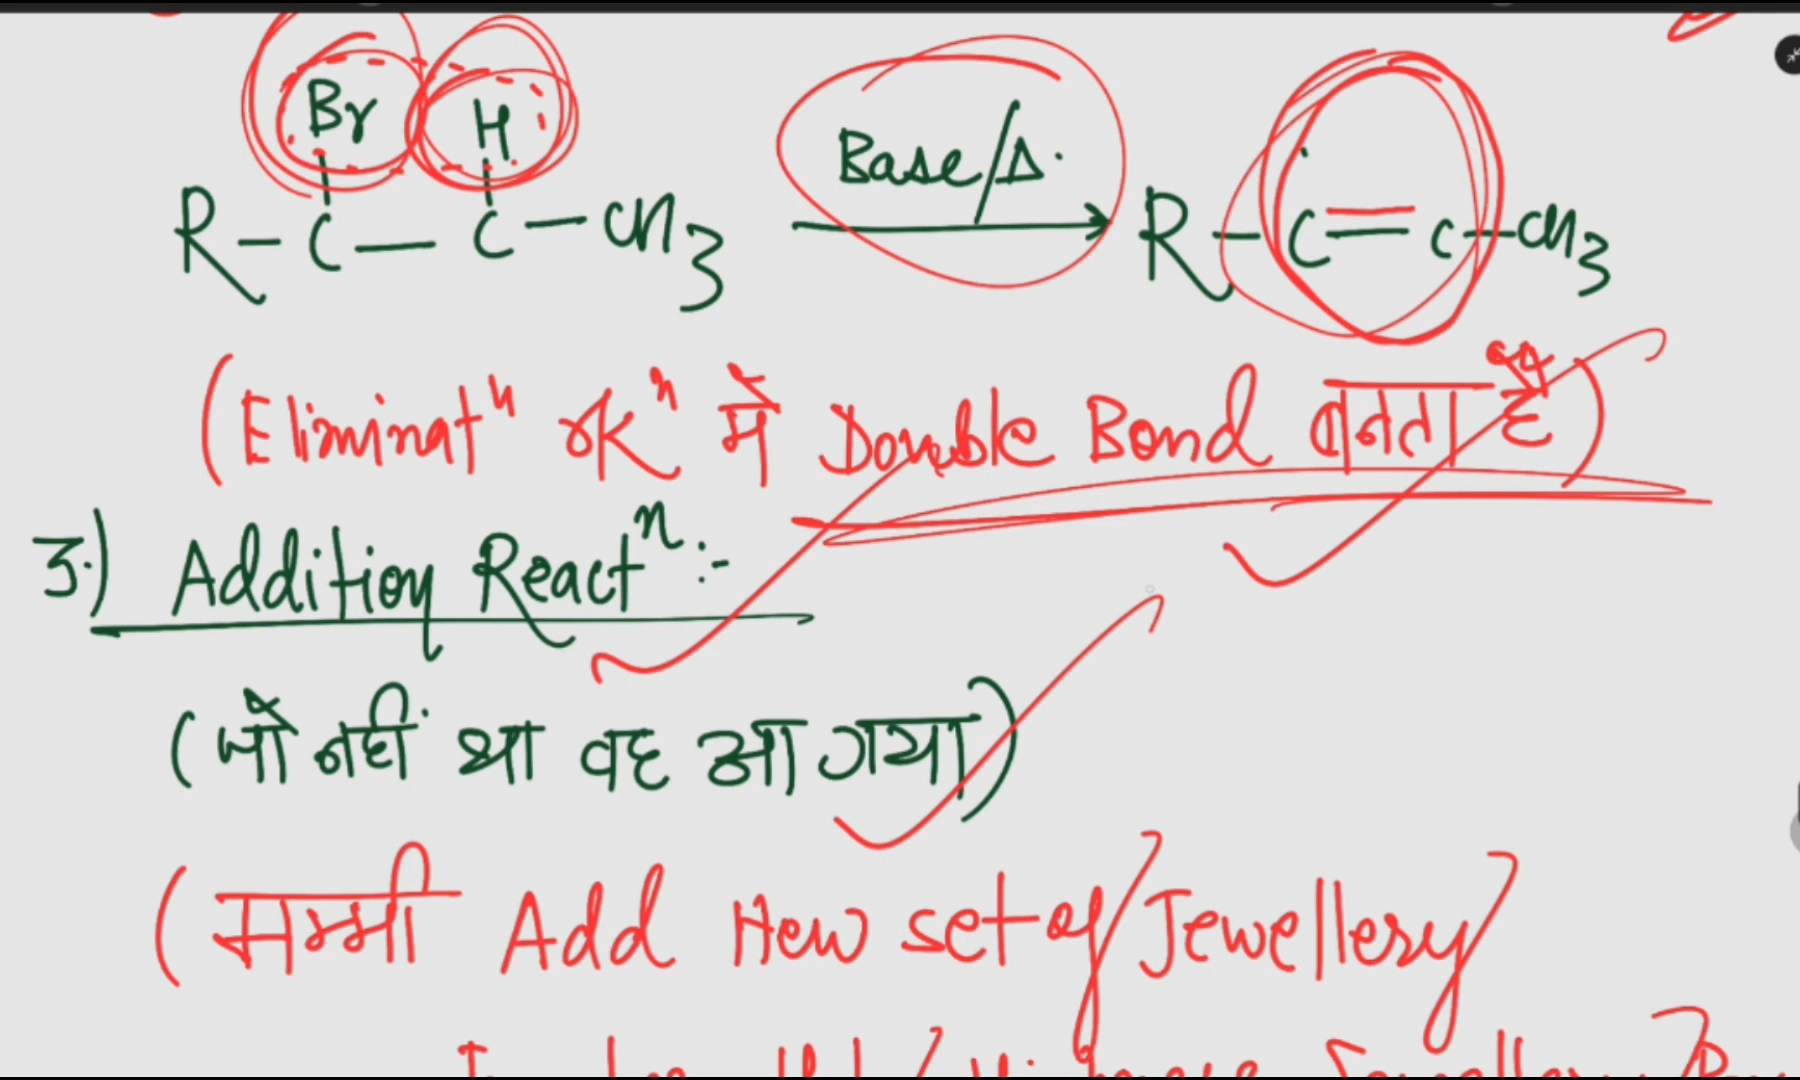 Br H
R-C-C-CH3 Base/Δ. R-C=C-CH3
(Eliminatn rxn में Double Bond बनता है)
3.) Addition Reactn:-
(जो नहीं था वह आ गया)
(मम्मी Add New set of Jewellery